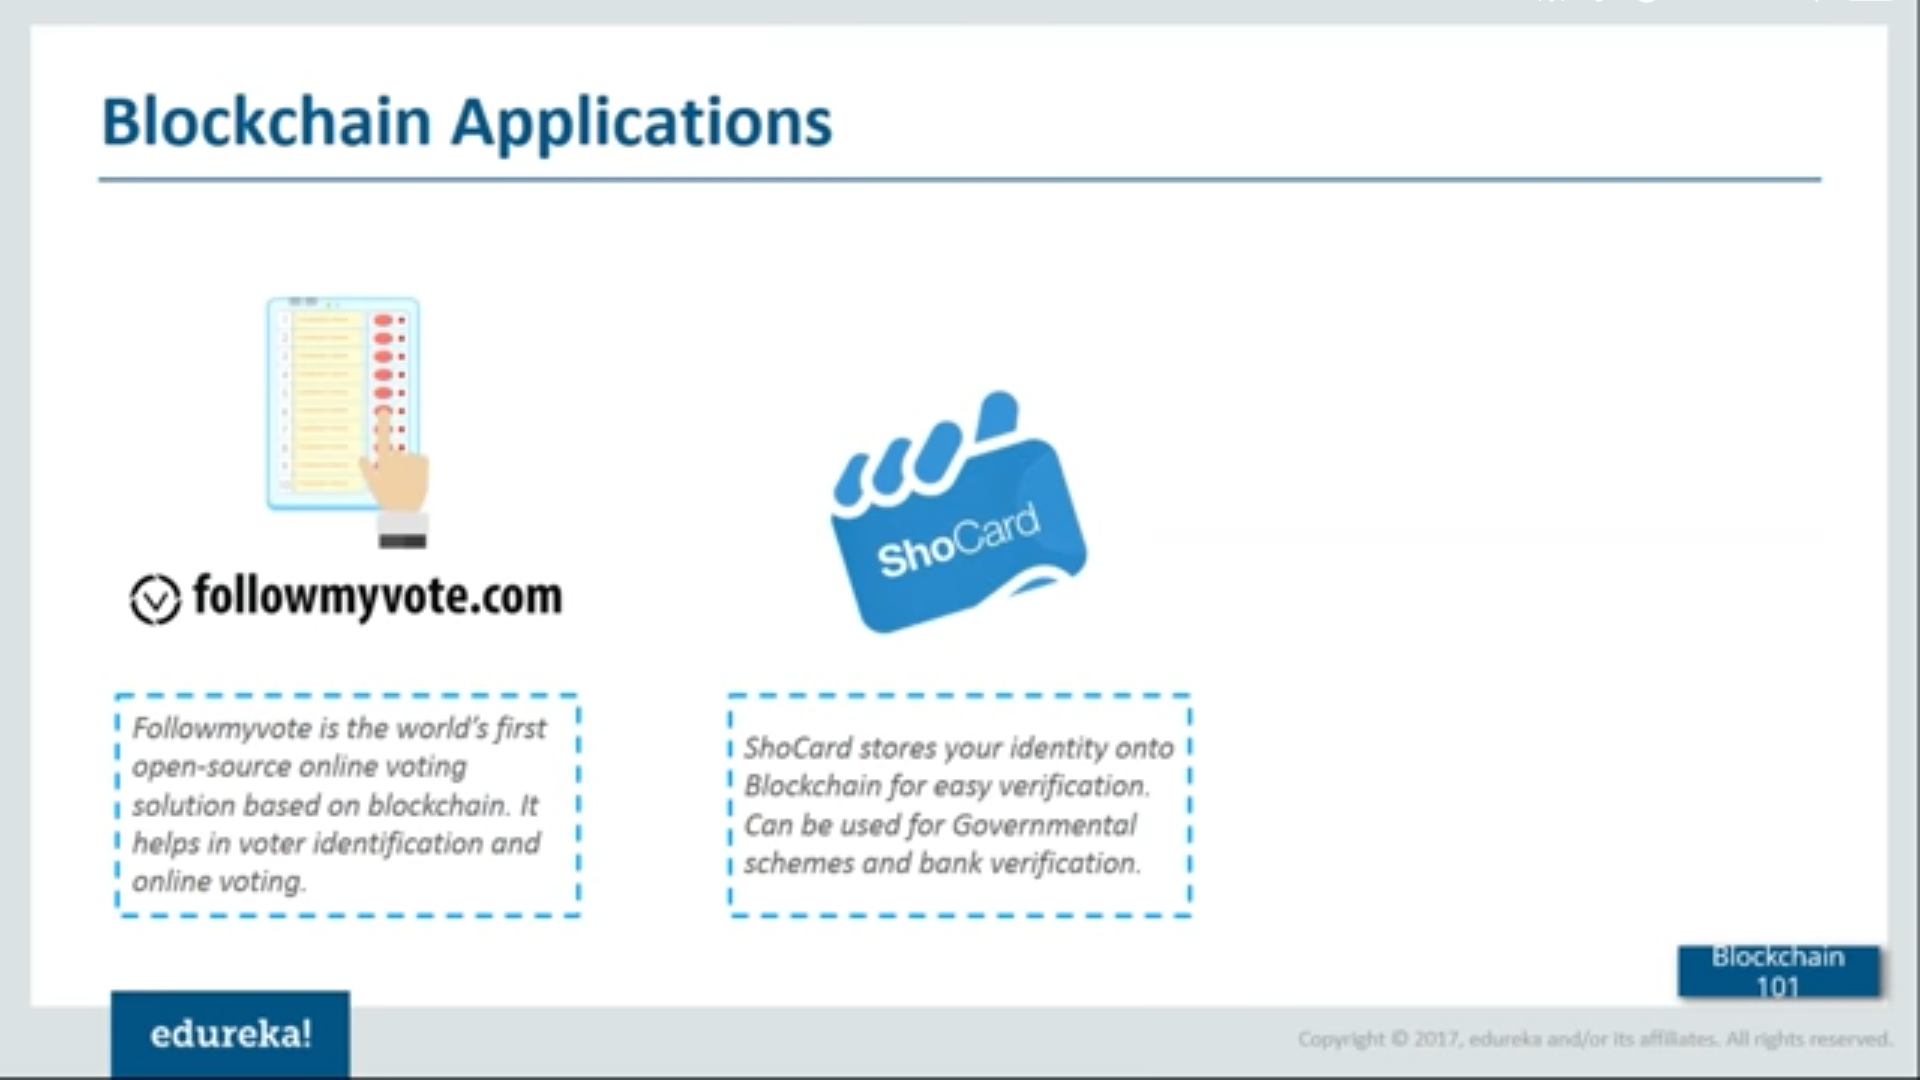 Blockchain Applications
followmyvote.com
ShoCard
Followmyvote is the world's first
open-source online voting
solution based on blockchain. It
helps in voter identification and
online voting.
ShoCard stores your identity onto
Blockchain for easy verification.
Can be used for Governmental
schemes and bank verification.
Blockchain
101
edureka!
Copyright © 2017, edureka and/or its affiliates. All rights reserved.